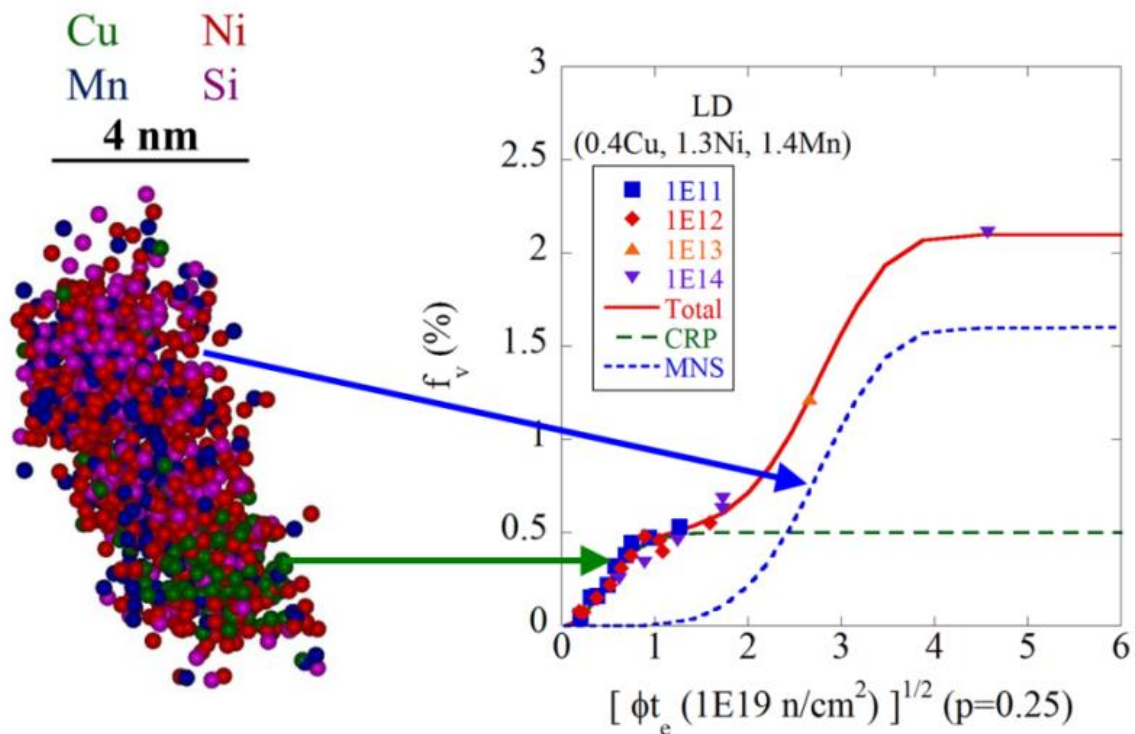 Cu Ni
Mn Si
4 nm
3
2.5
2
1.5
1
0.5
0
f_v (%)
LD
(0.4Cu, 1.3Ni, 1.4Mn)
1E11
1E12
1E13
1E14
Total
CRP
MNS
0 1 2 3 4 5 6
[ ϕt_e (1E19 n/cm²) ]^1/2 (p=0.25)